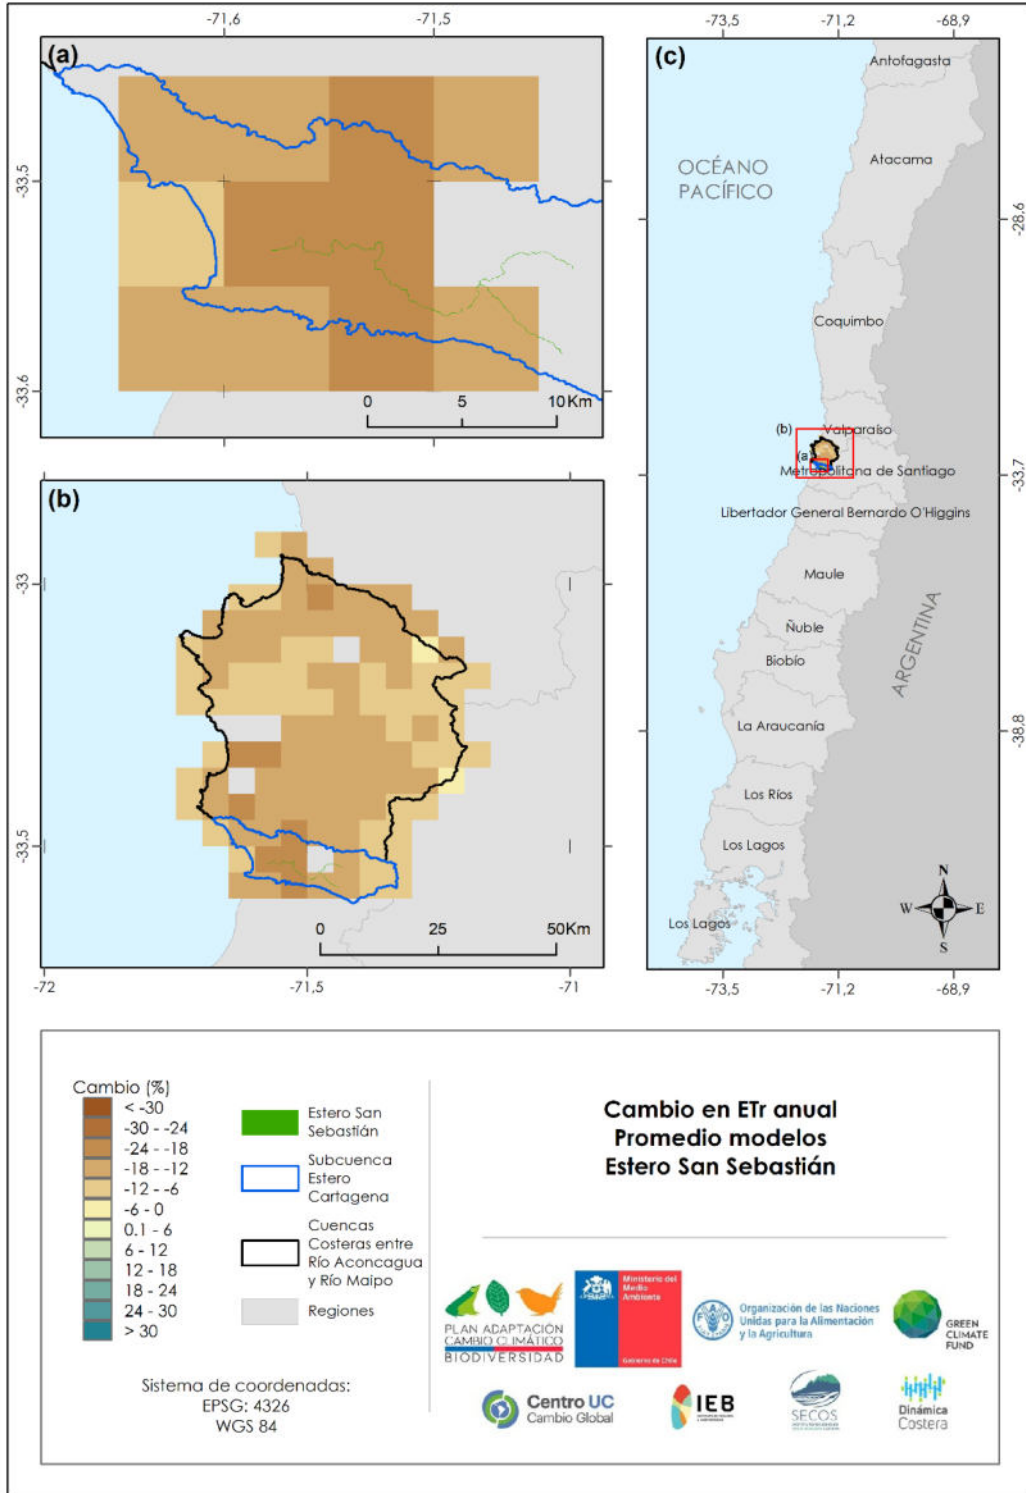 -71,6
-71,5
-73,5
-71,2
-68,9
(a)
-33,5
-33,6
0
5
10Km
(b)
-33
-33,5
0
25
50Km
-72
-71,5
-71
(c)
Antofagasta
Atacama
OCÉANO
PACÍFICO
-28,6
Coquimbo
(b)
Valparaíso
(a)
Metropolitana de Santiago
-33,7
Libertador General Bernardo O'Higgins
Maule
Ñuble
Biobío
ARGENTINA
La Araucanía
-38,8
Los Ríos
Los Lagos
Los Lagos
N
W
E
S
-73,5
-71,2
-68,9
Cambio (%)
< -30
-30 - -24
-24 - -18
-18 - -12
-12 - -6
-6 - 0
0.1 - 6
6 - 12
12 - 18
18 - 24
24 - 30
> 30
Estero San
Sebastián
Subcuenca
Estero
Cartagena
Cuencas
Costeras entre
Río Aconcagua
y Río Maipo
Regiones
Sistema de coordenadas:
EPSG: 4326
WGS 84
Cambio en ETr anual
Promedio modelos
Estero San Sebastián
PLAN ADAPTACIÓN
CAMBIO CLIMÁTICO
BIODIVERSIDAD
Ministerio del
Medio
Ambiente
Gobierno de Chile
FAO
Organización de las Naciones
Unidas para la Alimentación
y la Agricultura
GREEN
CLIMATE
FUND
Centro UC
Cambio Global
IEB
SECOS
Dinámica
Costera